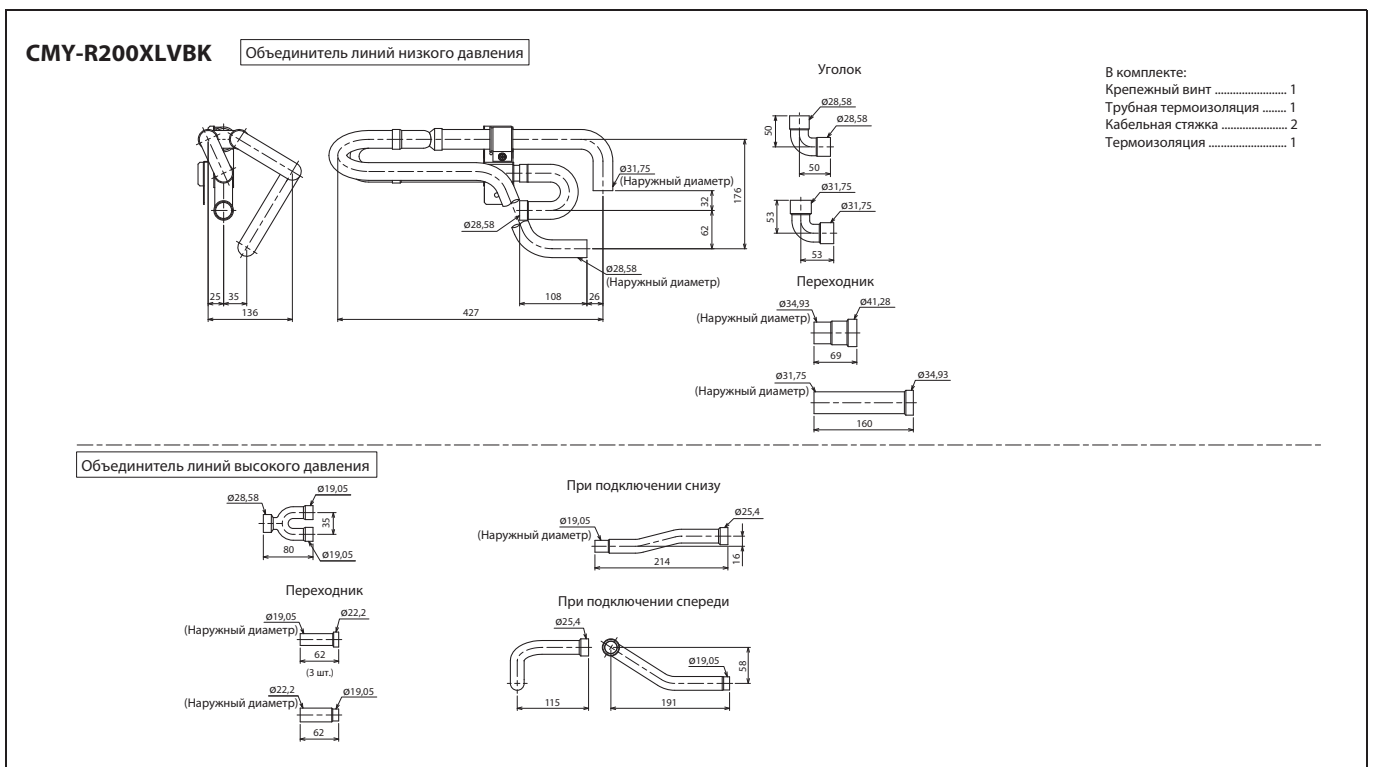 CMY-R200XLVBK
Объединитель линий низкого давления
Уголок
В комплекте:
Крепежный винт ........................ 1
Трубная термоизоляция ........ 1
Кабельная стяжка ...................... 2
Термоизоляция .......................... 1
ø28,58
ø28,58
50
50
ø31,75
(Наружный диаметр)
176
32
62
ø28,58
ø28,58
(Наружный диаметр)
25
35
136
427
108
26
ø31,75
ø31,75
53
53
Переходник
ø34,93
(Наружный диаметр)
ø41,28
69
ø31,75
(Наружный диаметр)
ø34,93
160
Объединитель линий высокого давления
ø28,58
ø19,05
35
80
ø19,05
При подключении снизу
ø19,05
(Наружный диаметр)
ø25,4
214
16
Переходник
ø19,05
(Наружный диаметр)
ø22,2
62
(3 шт.)
ø22,2
(Наружный диаметр)
ø19,05
62
При подключении спереди
ø25,4
115
ø19,05
58
191